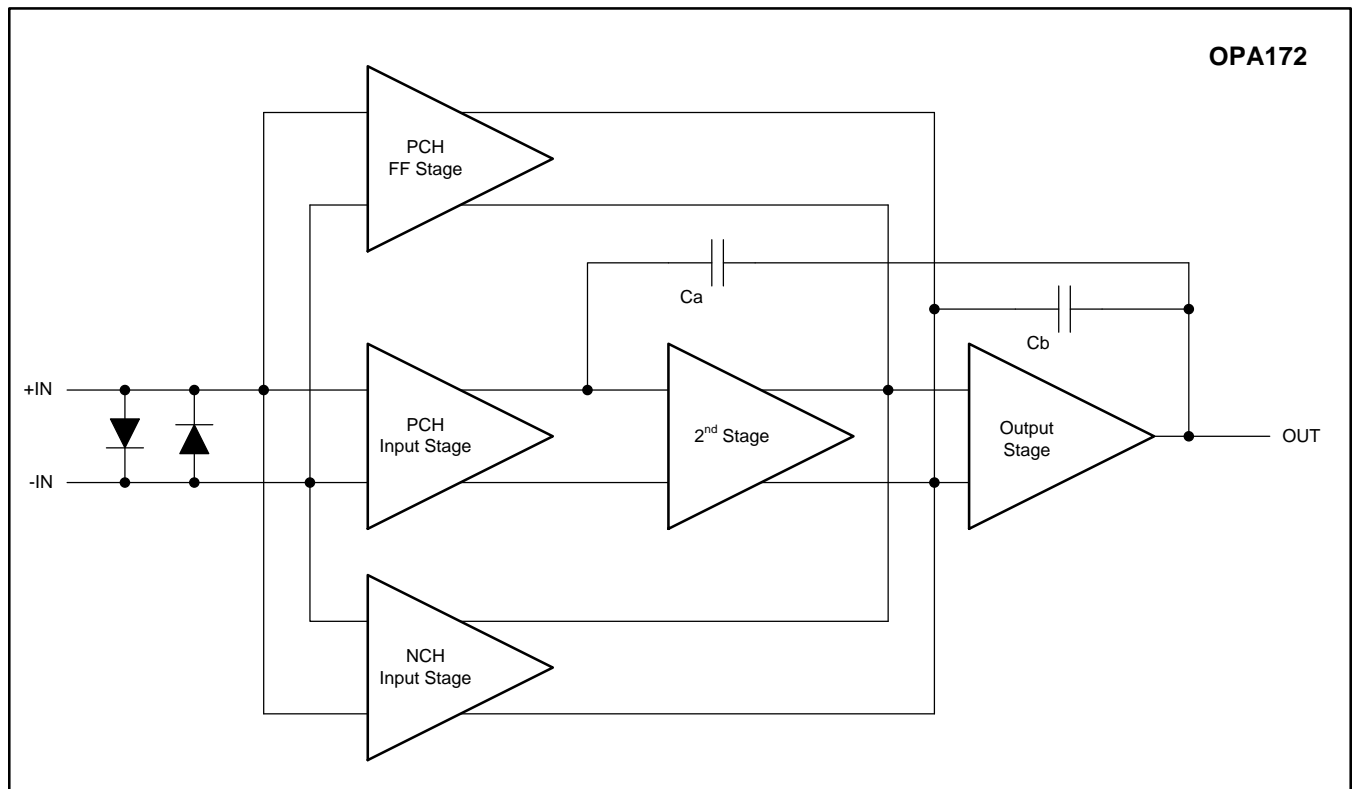 OPA172
PCH
FF Stage
Ca
Cb
+IN
PCH
Input Stage
2nd Stage
Output
Stage
OUT
-IN
NCH
Input Stage